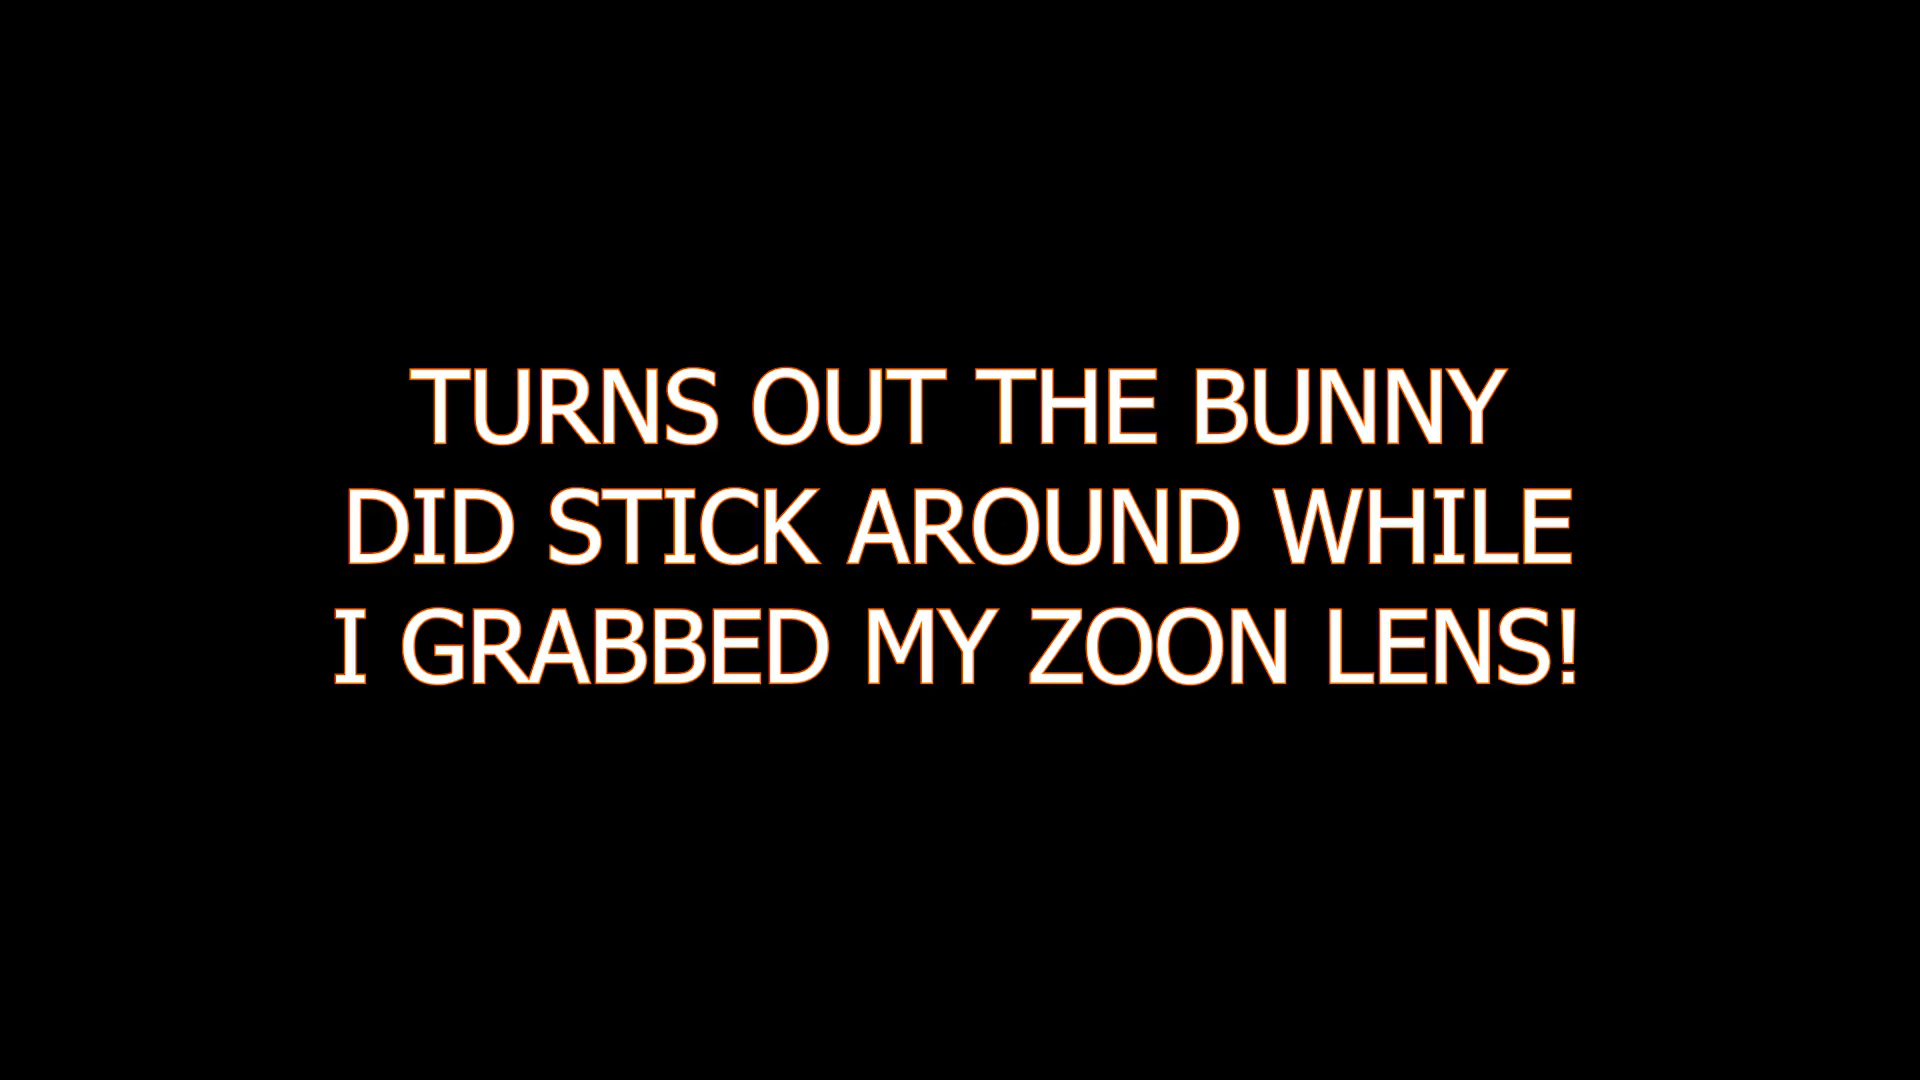 TURNS OUT THE BUNNY
DID STICK AROUND WHILE
I GRABBED MY ZOON LENS!